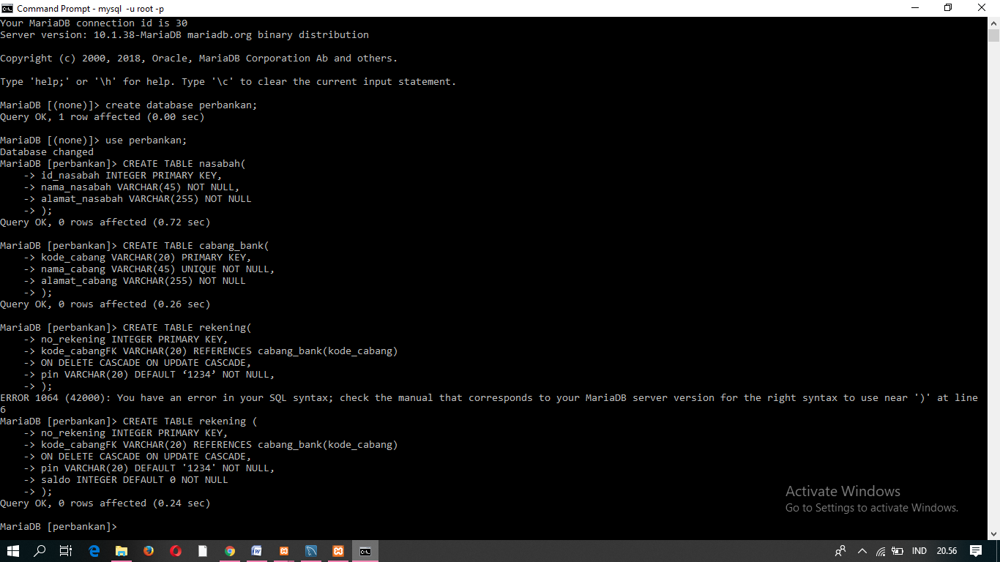 Command Prompt - mysql  -u root -p
Your MariaDB connection id is 30
Server version: 10.1.38-MariaDB mariadb.org binary distribution
Copyright (c) 2000, 2018, Oracle, MariaDB Corporation Ab and others.
Type 'help;' or '\h' for help. Type '\c' to clear the current input statement.
MariaDB [(none)]> create database perbankan;
Query OK, 1 row affected (0.00 sec)
MariaDB [(none)]> use perbankan;
Database changed
MariaDB [perbankan]> CREATE TABLE nasabah(
    -> id_nasabah INTEGER PRIMARY KEY,
    -> nama_nasabah VARCHAR(45) NOT NULL,
    -> alamat_nasabah VARCHAR(255) NOT NULL
    -> );
Query OK, 0 rows affected (0.72 sec)
MariaDB [perbankan]> CREATE TABLE cabang_bank(
    -> kode_cabang VARCHAR(20) PRIMARY KEY,
    -> nama_cabang VARCHAR(45) UNIQUE NOT NULL,
    -> alamat_cabang VARCHAR(255) NOT NULL
    -> );
Query OK, 0 rows affected (0.26 sec)
MariaDB [perbankan]> CREATE TABLE rekening(
    -> no_rekening INTEGER PRIMARY KEY,
    -> kode_cabangFK VARCHAR(20) REFERENCES cabang_bank(kode_cabang)
    -> ON DELETE CASCADE ON UPDATE CASCADE,
    -> pin VARCHAR(20) DEFAULT ‘1234’ NOT NULL,
    -> );
ERROR 1064 (42000): You have an error in your SQL syntax; check the manual that corresponds to your MariaDB server version for the right syntax to use near ')' at line
6
MariaDB [perbankan]> CREATE TABLE rekening (
    -> no_rekening INTEGER PRIMARY KEY,
    -> kode_cabangFK VARCHAR(20) REFERENCES cabang_bank(kode_cabang)
    -> ON DELETE CASCADE ON UPDATE CASCADE,
    -> pin VARCHAR(20) DEFAULT '1234' NOT NULL,
    -> saldo INTEGER DEFAULT 0 NOT NULL
    -> );
Query OK, 0 rows affected (0.24 sec)
MariaDB [perbankan]>
Activate Windows
Go to Settings to activate Windows.
IND 20.56